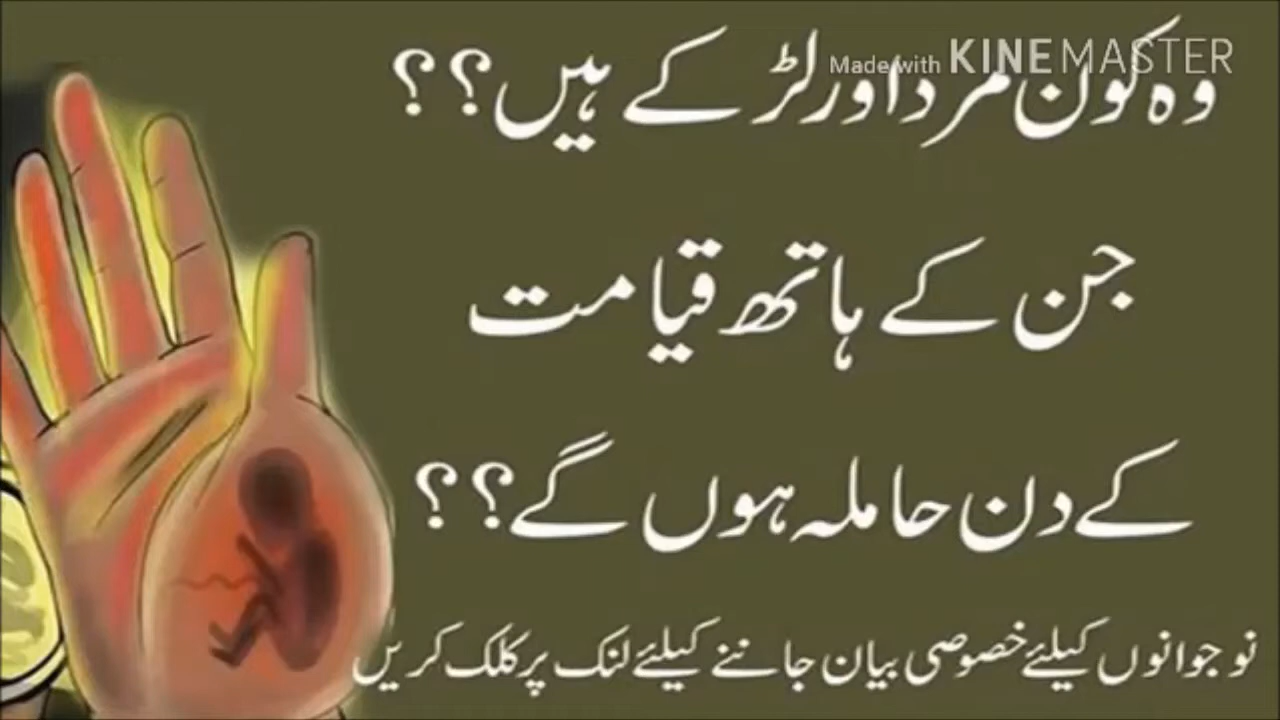 Made with KINEMASTER
وہ کون مرد اور لڑکے ہیں؟؟
جن کے ہاتھ قیامت
کے دن حاملہ ہوں گے؟؟
نوجوانوں کیلئے خصوصی بیان جاننے کیلئے لنک پر کلک کریں